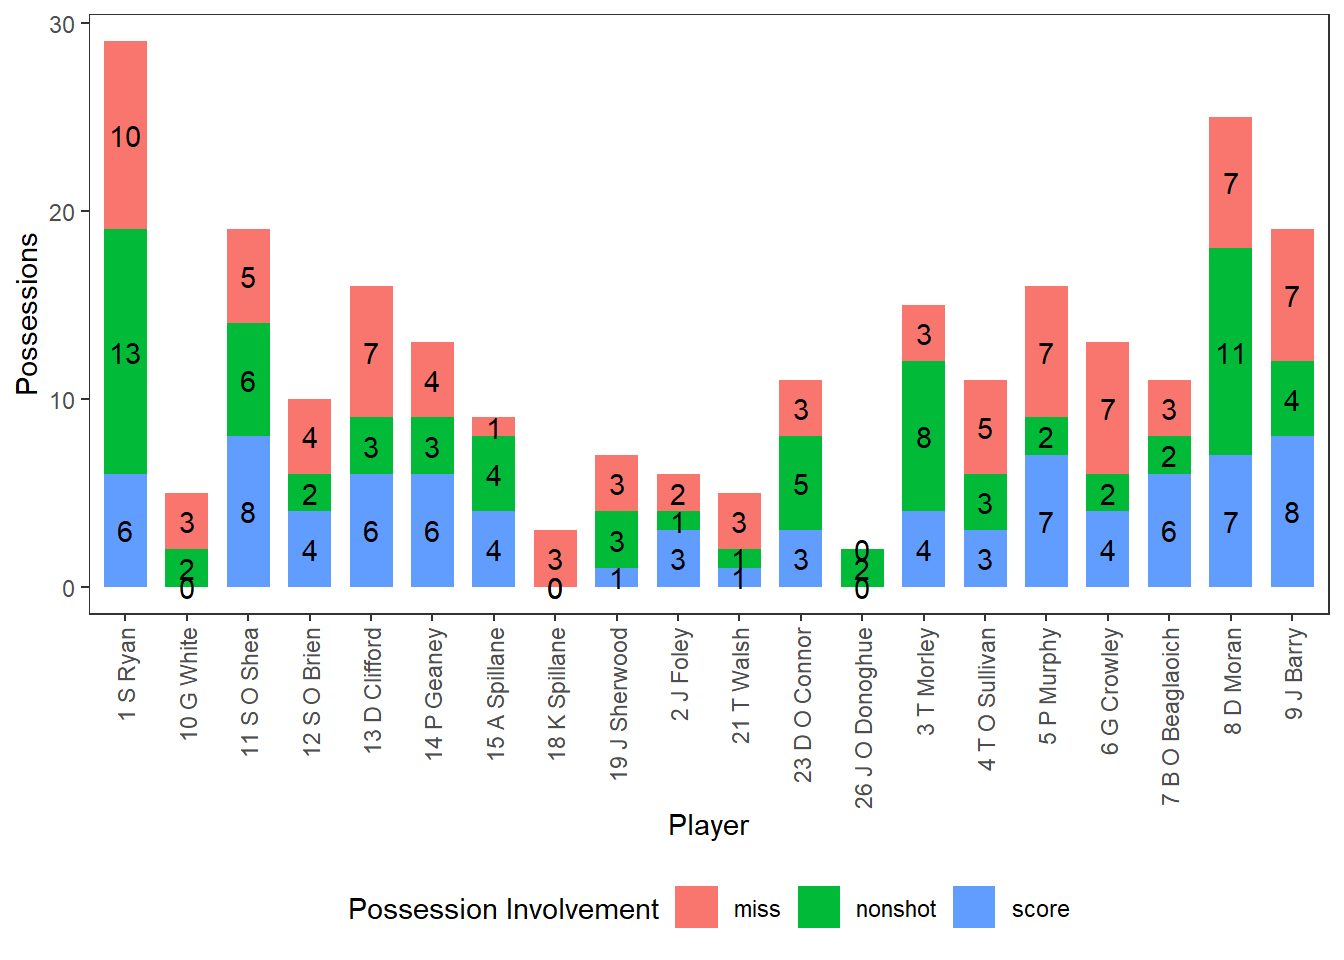 30
20
10
0
Possessions
10
13
6
3
2
0
5
6
8
4
2
4
7
3
6
4
3
6
1
4
4
3
0
3
3
1
2
1
3
3
1
1
3
5
3
0
2
0
3
8
4
5
3
3
7
2
7
7
2
4
3
2
6
7
11
7
7
4
8
1 S Ryan
10 G White
11 S O Shea
12 S O Brien
13 D Clifford
14 P Geaney
15 A Spillane
18 K Spillane
19 J Sherwood
2 J Foley
21 T Walsh
23 D O Connor
26 J O Donoghue
3 T Morley
4 T O Sullivan
5 P Murphy
6 G Crowley
7 B O Beaglaoich
8 D Moran
9 J Barry
Player
Possession Involvement miss nonshot score